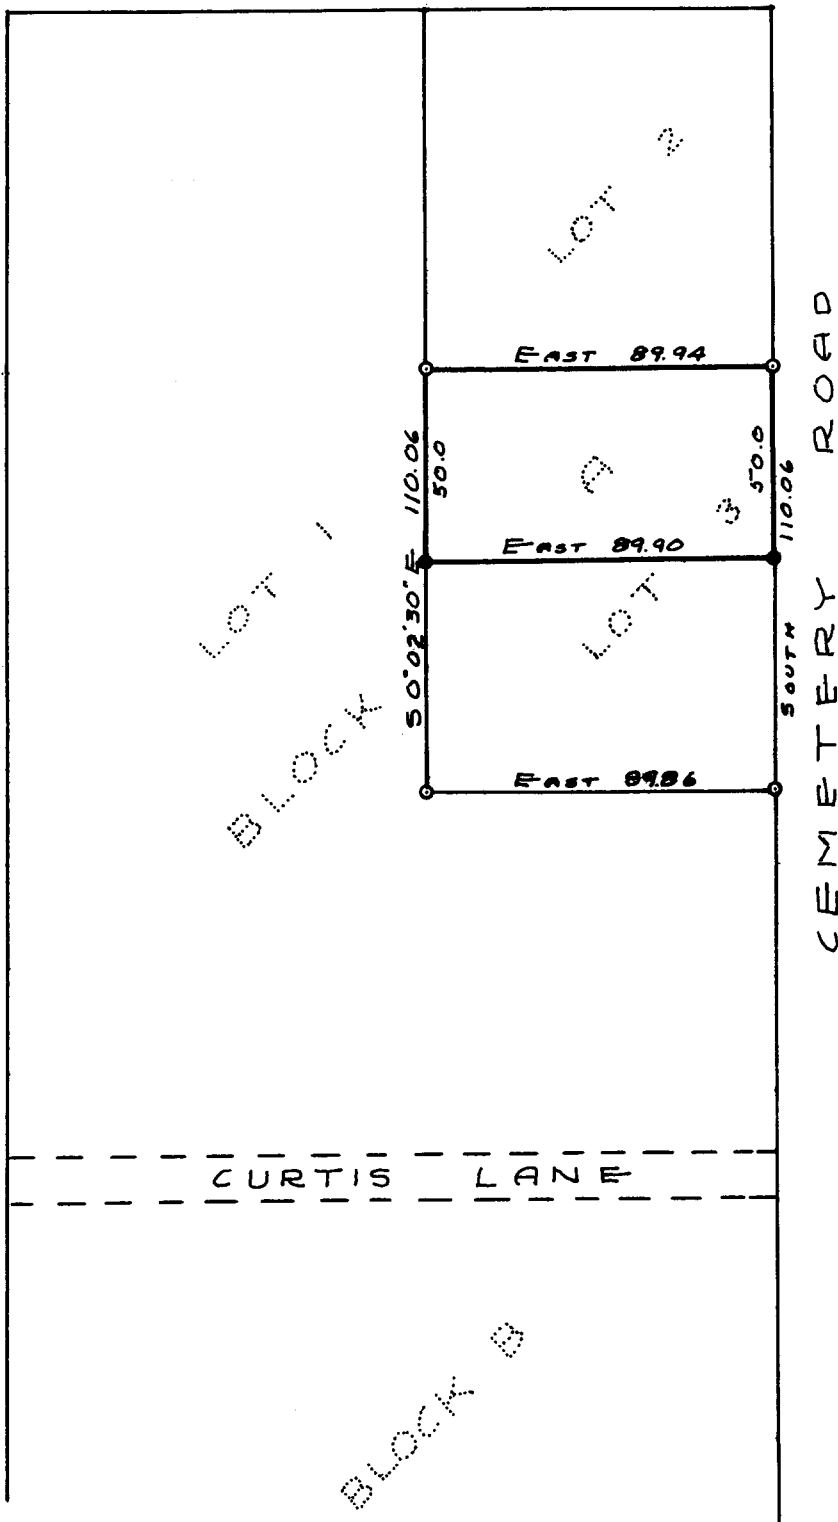 LOT 2
EAST 89.94
CEMETERY ROAD
110.06
50.0
50.0
110.06
A
LOT 3
EAST 89.90
LOT 1
BLOCK
S 0°02'30" E
SOUTH
EAST 89.86
CURTIS LANE
BLOCK B